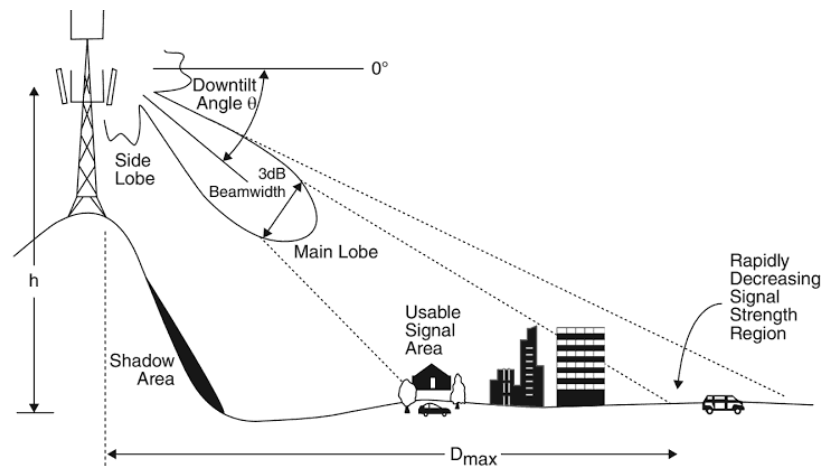 0°
Downtilt
Angle θ
Side
Lobe
3dB
Beamwidth
Main Lobe
h
Rapidly
Decreasing
Signal
Strength
Region
Usable
Signal
Area
Shadow
Area
Dmax